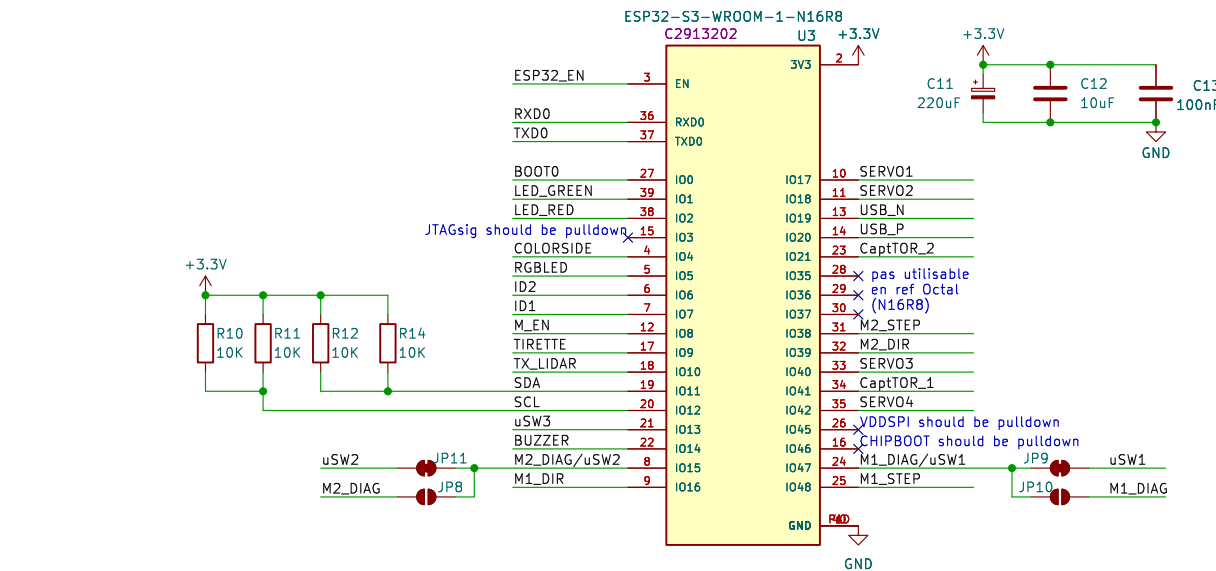 ESP32-S3-WROOM-1-N16R8
C2913202
U3
+3.3V
+3.3V
2
3V3
ESP32_EN
3
EN
C11
220uF
C12
10uF
C13
100nF
GND
RXD0
36
RXD0
TXD0
37
TXD0
BOOT0
27
IO0
IO17
10
SERVO1
LED_GREEN
39
IO1
IO18
11
SERVO2
LED_RED
38
IO2
IO19
13
USB_N
JTAGsig should be pulldown
15
IO3
IO20
14
USB_P
COLORSIDE
4
IO4
IO21
23
CaptTOR_2
RGBLED
5
IO5
IO35
28
pas utilisable
ID2
6
IO6
IO36
29
en ref Octal
ID1
7
IO7
IO37
30
(N16R8)
M_EN
12
IO8
IO38
31
M2_STEP
TIRETTE
17
IO9
IO39
32
M2_DIR
TX_LIDAR
18
IO10
IO40
33
SERVO3
SDA
19
IO11
IO41
34
CaptTOR_1
SCL
20
IO12
IO42
35
SERVO4
uSW3
21
IO13
IO45
26
VDDSPI should be pulldown
BUZZER
22
IO14
IO46
16
CHIPBOOT should be pulldown
M2_DIAG/uSW2
8
IO15
IO47
24
M1_DIAG/uSW1
M1_DIR
9
IO16
IO48
25
M1_STEP
GND
GND
+3.3V
R10
10K
R11
10K
R12
10K
R14
10K
uSW2
JP11
M2_DIAG
JP8
JP9
uSW1
JP10
M1_DIAG